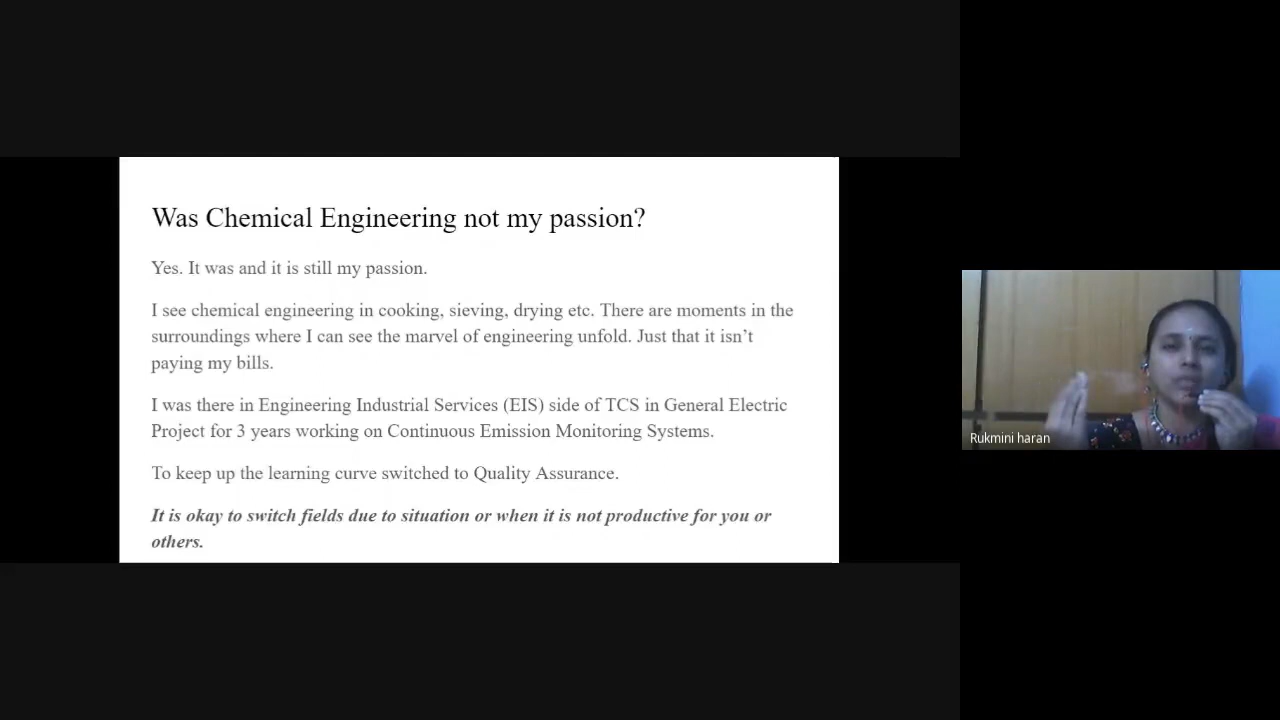 Was Chemical Engineering not my passion?
Yes. It was and it is still my passion.
I see chemical engineering in cooking, sieving, drying etc. There are moments in the
surroundings where I can see the marvel of engineering unfold. Just that it isn't
paying my bills.
I was there in Engineering Industrial Services (EIS) side of TCS in General Electric
Project for 3 years working on Continuous Emission Monitoring Systems.
To keep up the learning curve switched to Quality Assurance.
It is okay to switch fields due to situation or when it is not productive for you or
others.
Rukmini haran